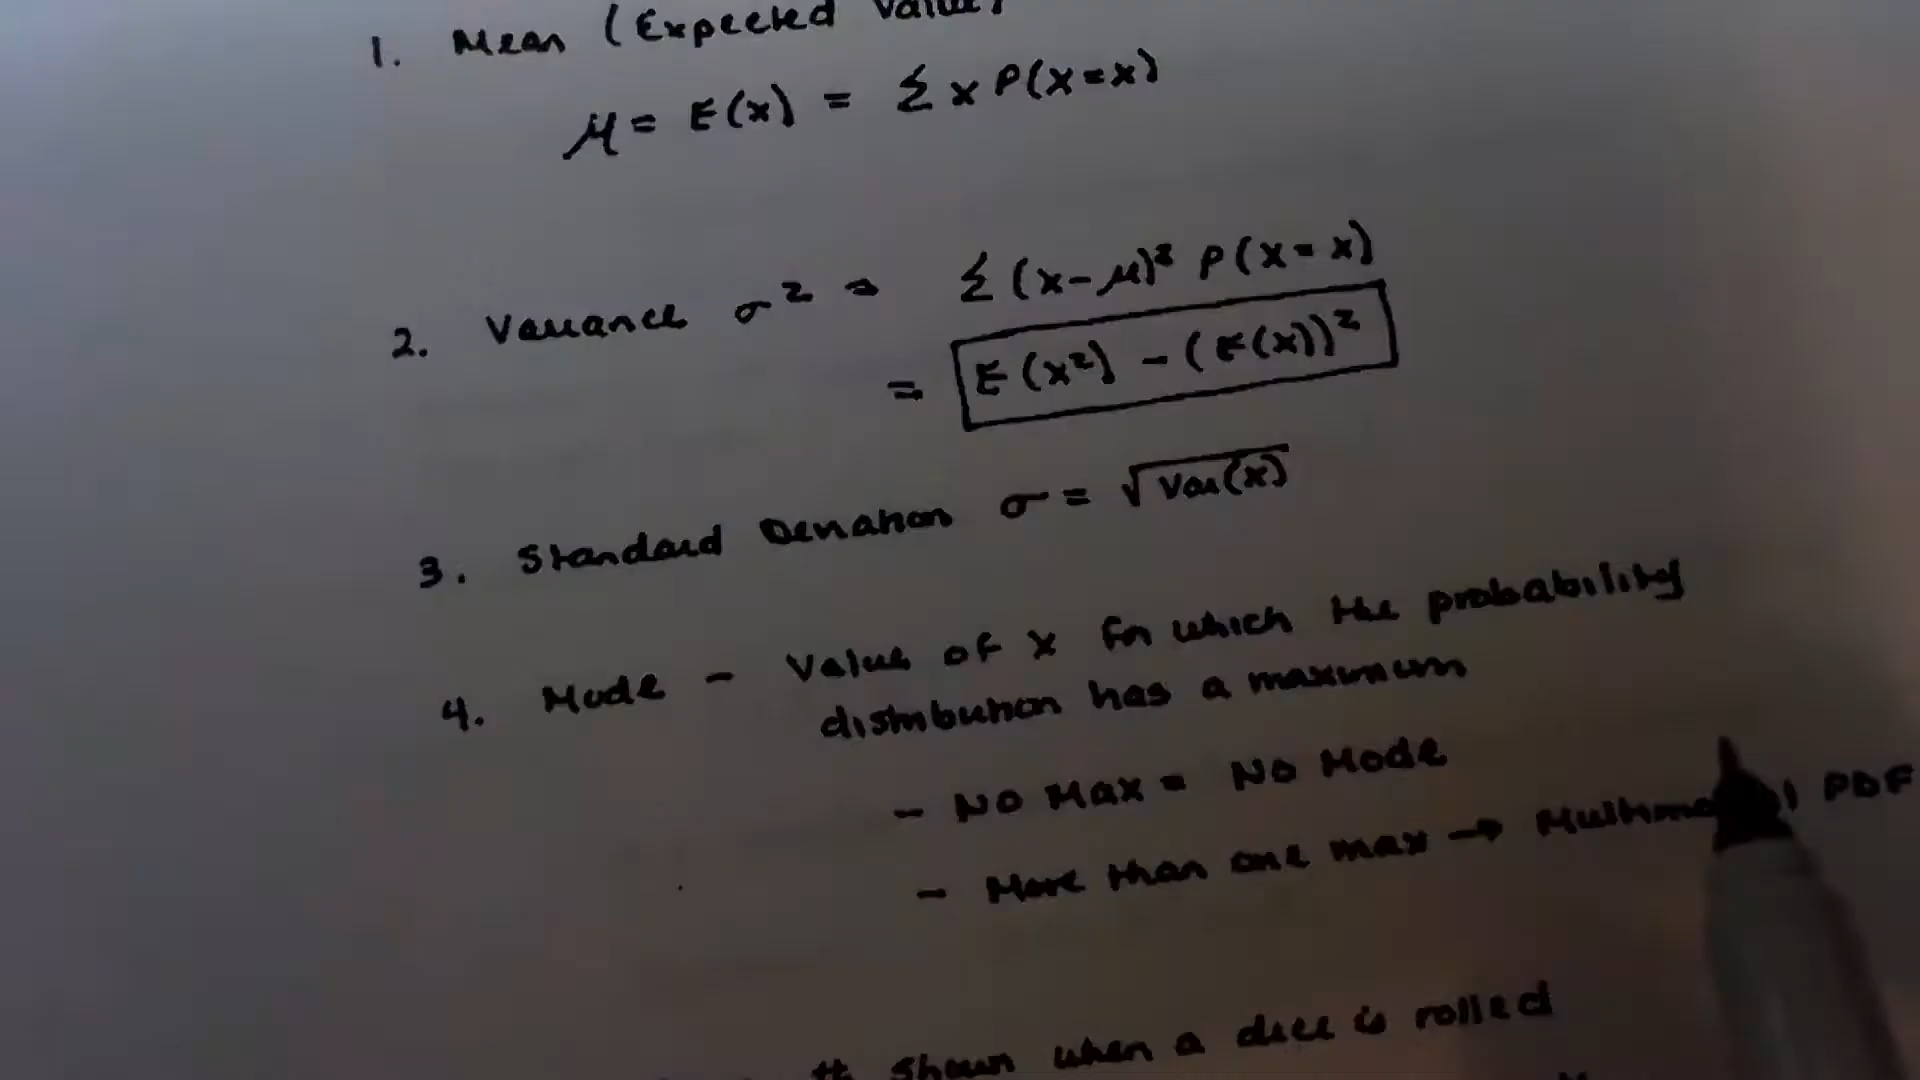 1. Mean (Expected Value)
μ = E(x) = Σ x P(X=x)
2. Variance σ² = Σ (x-μ)² P(X=x)
= E(x²) - (E(x))²
3. Standard Deviation σ = √Var(x)
4. Mode - Value of x for which the probability
distribution has a maximum
- No Max = No Mode
- More than one max → PDF
# shown when a dice is rolled